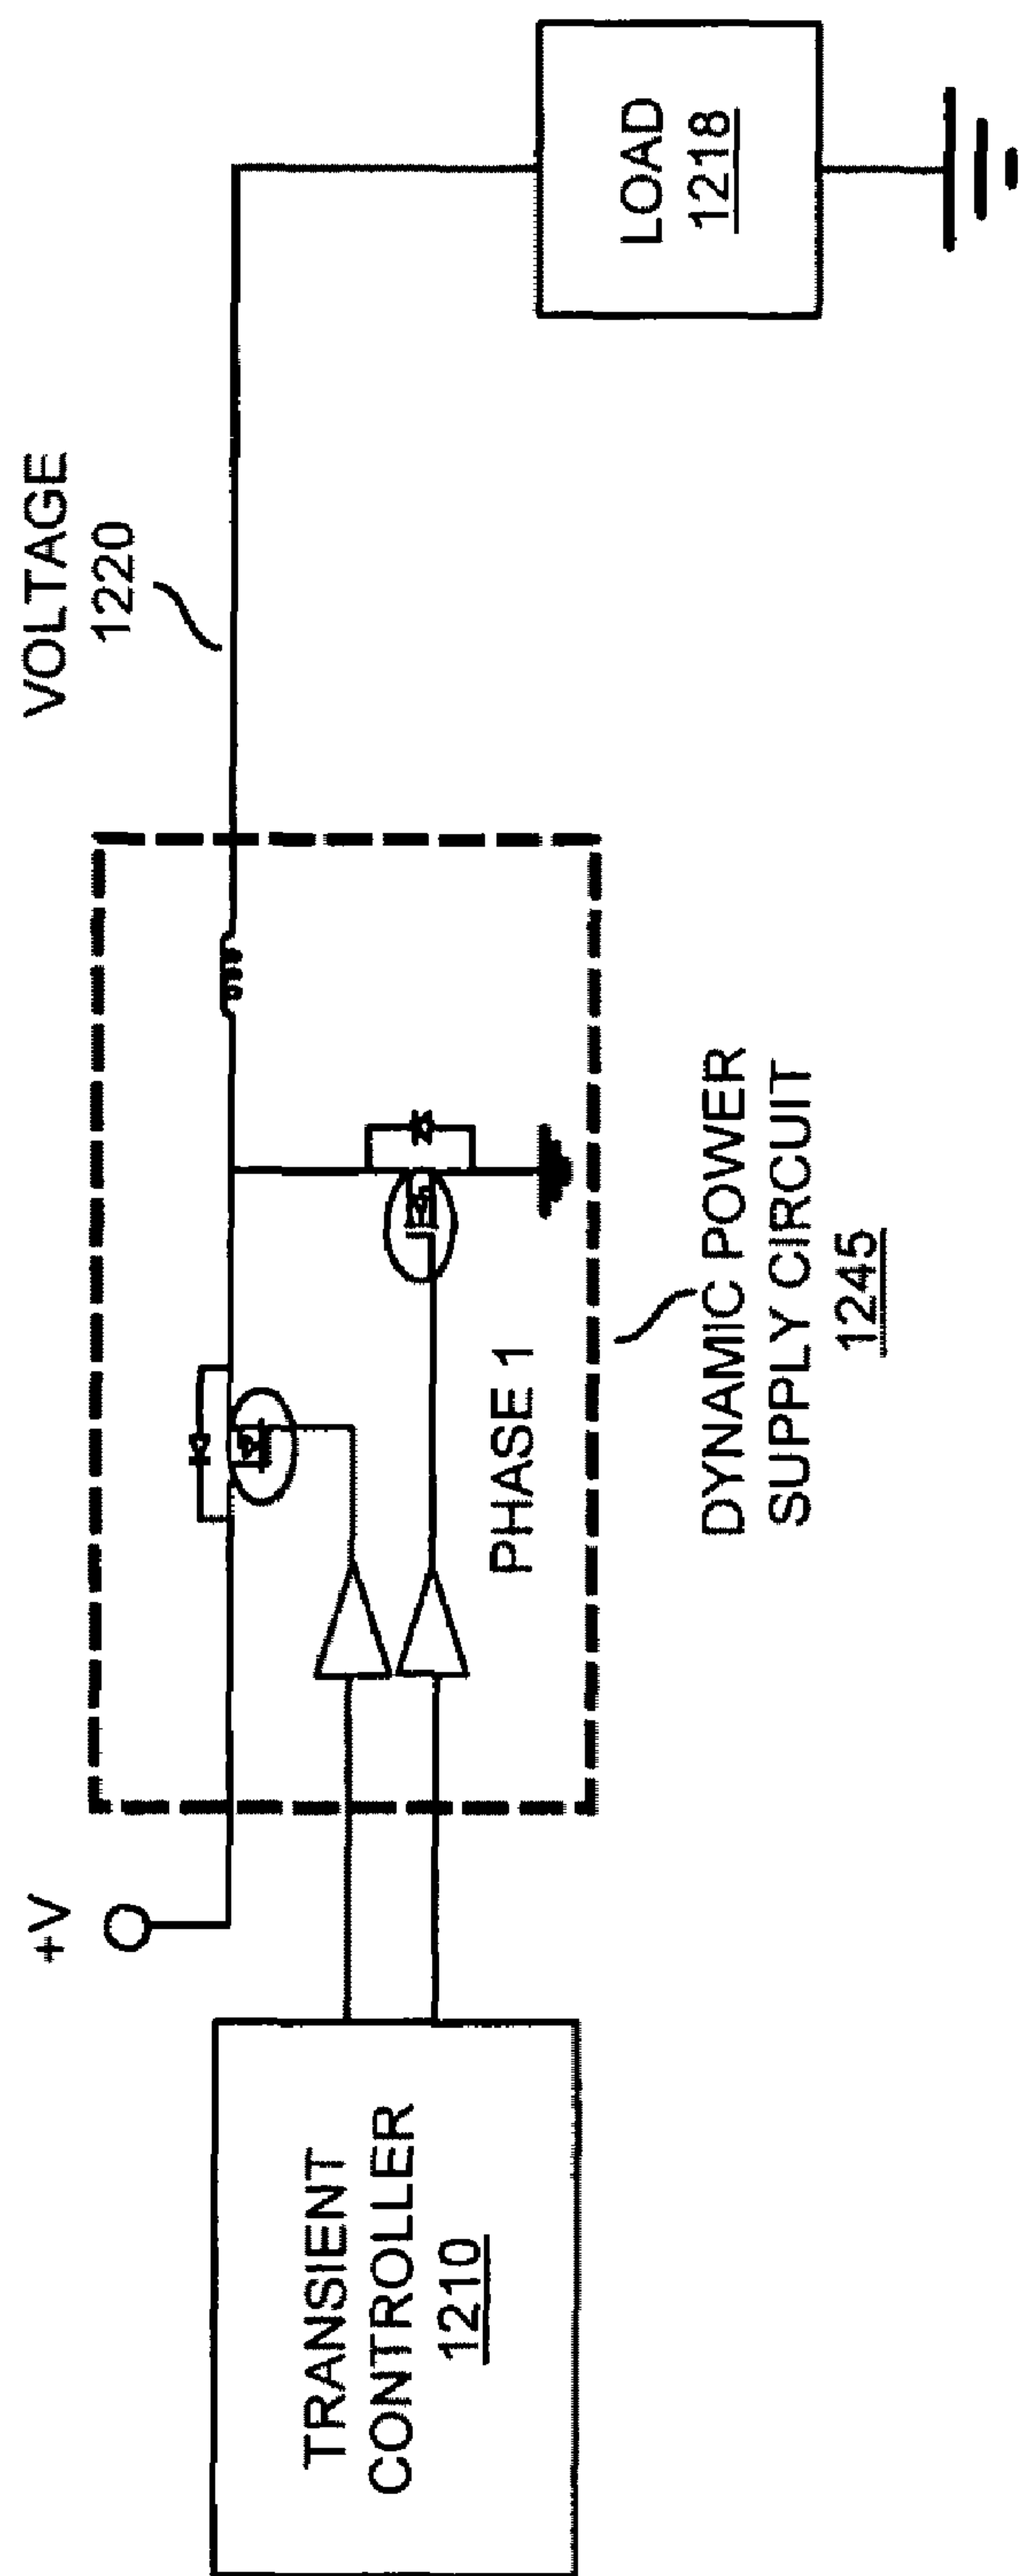 VOLTAGE
1220
+V
TRANSIENT
CONTROLLER
1210
PHASE 1
LOAD
1218
DYNAMIC POWER
SUPPLY CIRCUIT
1245